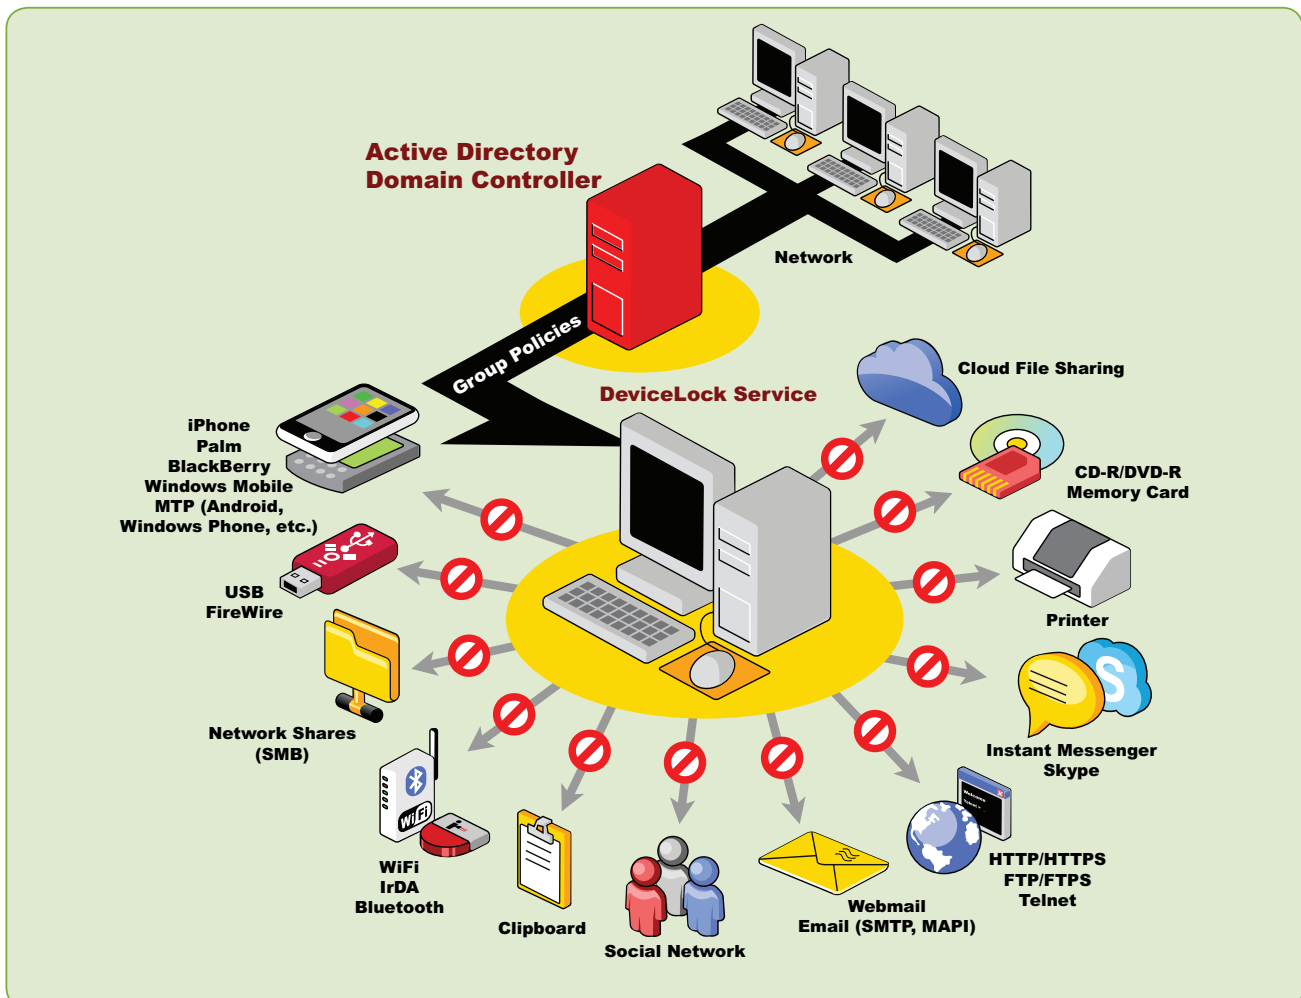 Active Directory
Domain Controller
Network
Group Policies
DeviceLock Service
Cloud File Sharing
CD-R/DVD-R
Memory Card
Printer
Instant Messenger
Skype
S
HTTP/HTTPS
FTP/FTPS
Telnet
Welcome
Webmail
Email (SMTP, MAPI)
Social Network
Clipboard
WiFi
WiFi
IrDA
Bluetooth
Network Shares
(SMB)
USB
FireWire
iPhone
Palm
BlackBerry
Windows Mobile
MTP (Android,
Windows Phone, etc.)